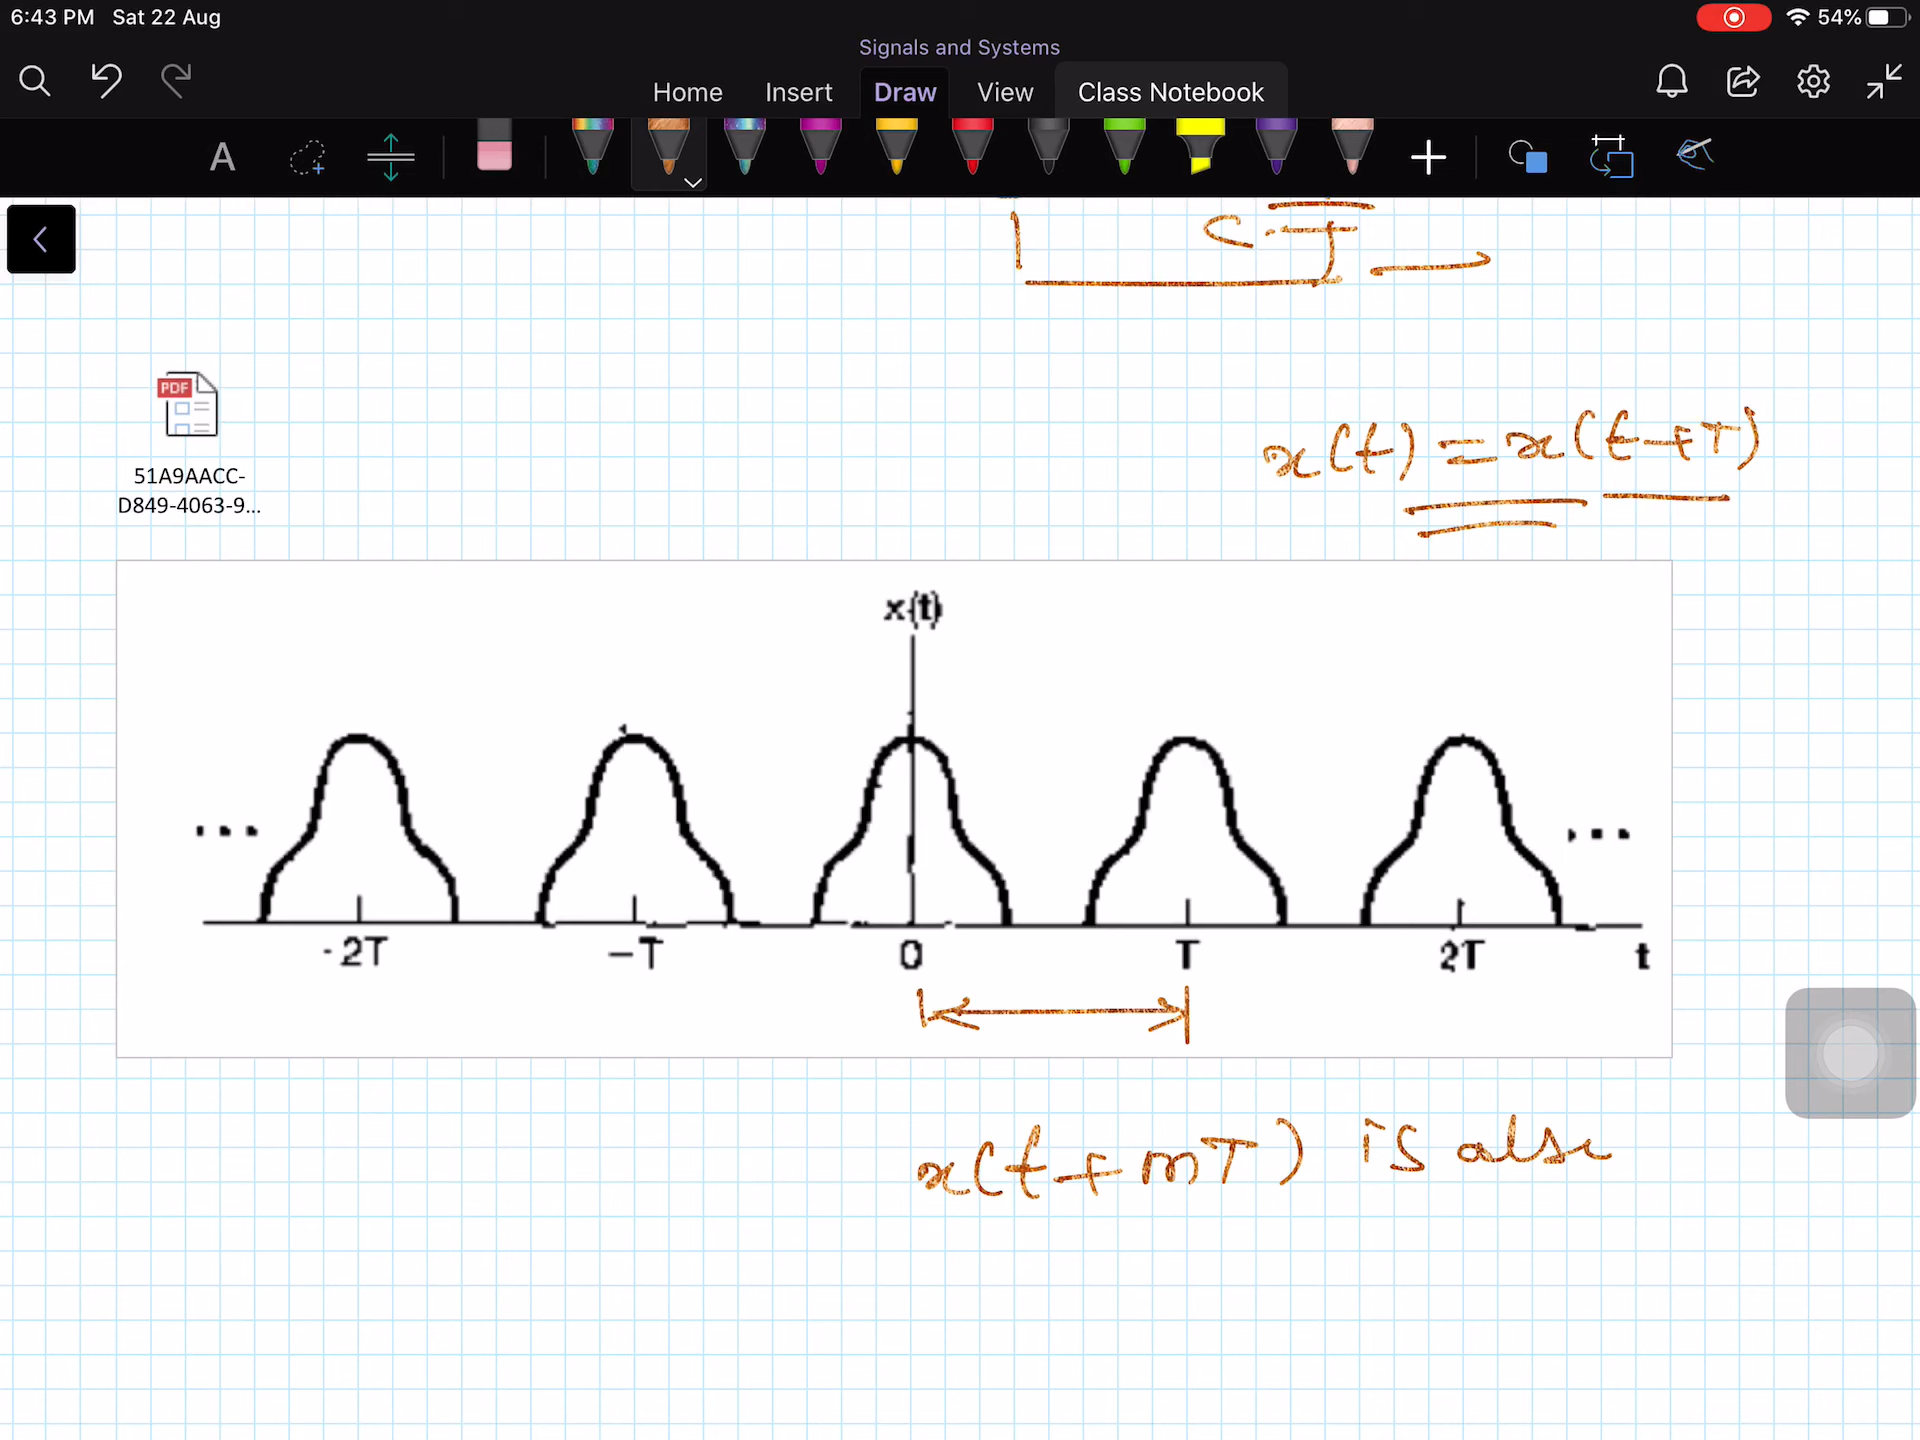 6:43 PM Sat 22 Aug
54%
Signals and Systems
Home Insert Draw View Class Notebook
A
PDF
51A9AACC-
D849-4063-9...
x(t) = x(t+T)
x(t)
-2T -T 0 T 2T t
x(t+mT) is also